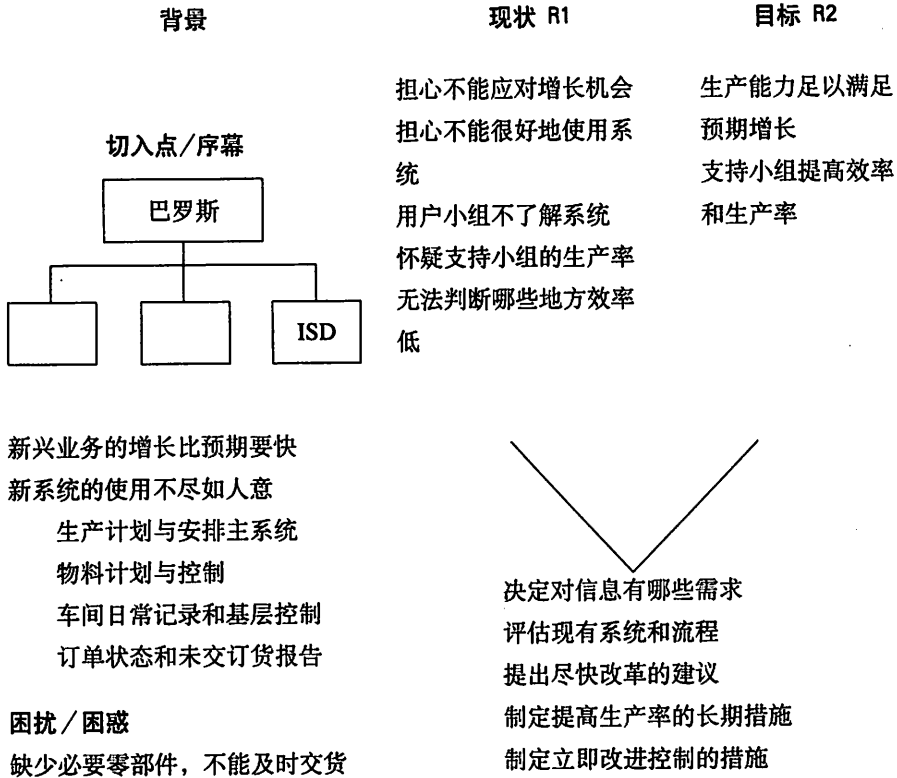 背景
切入点/序幕
巴罗斯
ISD
新兴业务的增长比预期要快
新系统的使用不尽如人意
生产计划与安排主系统
物料计划与控制
车间日常记录和基层控制
订单状态和未交订货报告
困扰/困惑
缺少必要零部件，不能及时交货
现状 R1
担心不能应对增长机会
担心不能很好地使用系
统
用户小组不了解系统
怀疑支持小组的生产率
无法判断哪些地方效率
低
目标 R2
生产能力足以满足
预期增长
支持小组提高效率
和生产率
决定对信息有哪些需求
评估现有系统和流程
提出尽快改革的建议
制定提高生产率的长期措施
制定立即改进控制的措施